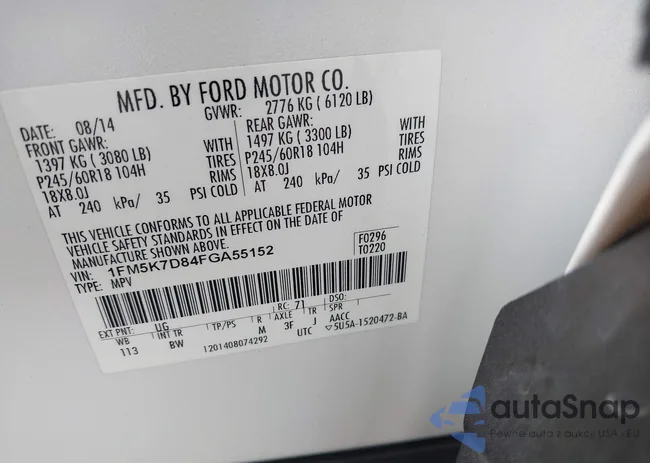 MFD. BY FORD MOTOR CO.
DATE: 08/14 GVWR: 2776 KG ( 6120 LB)
FRONT GAWR: WITH REAR GAWR: WITH
1397 KG ( 3080 LB) TIRES 1497 KG ( 3300 LB) TIRES
P245/60R18 104H RIMS P245/60R18 104H RIMS
18X8.0J 18X8.0J
AT 240 kPa/ 35 PSI COLD AT 240 kPa/ 35 PSI COLD
THIS VEHICLE CONFORMS TO ALL APPLICABLE FEDERAL MOTOR
VEHICLE SAFETY STANDARDS IN EFFECT ON THE DATE OF
MANUFACTURE SHOWN ABOVE.
VIN: 1FM5K7D84FGA55152 F0296
TYPE: MPV T0220
EXT PNT: UG RC: 71 DSO:
WB INT TR TP/PS R AXLE TR SPR
113 BW M 3F J AACC
1201408074292 UTC 5U5A-1520472-BA
autaSnap
Pewne auta z aukcji USA i EU